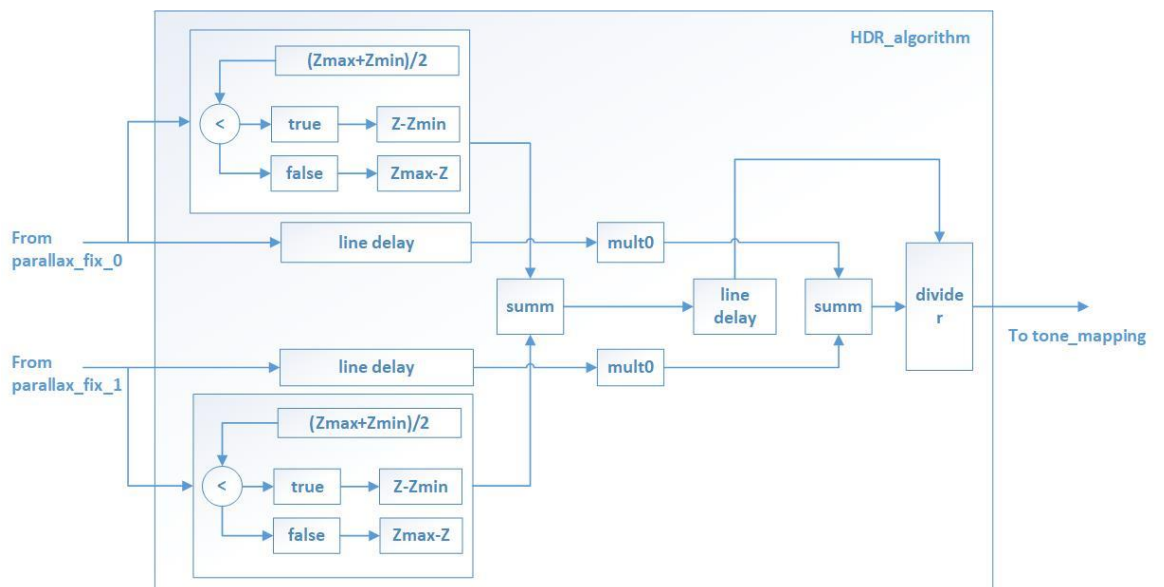 HDR_algorithm
(Zmax+Zmin)/2
<
true
Z-Zmin
false
Zmax-Z
From
parallax_fix_0
line delay
mult0
summ
line
delay
summ
divide
r
To tone_mapping
From
parallax_fix_1
line delay
mult0
(Zmax+Zmin)/2
<
true
Z-Zmin
false
Zmax-Z